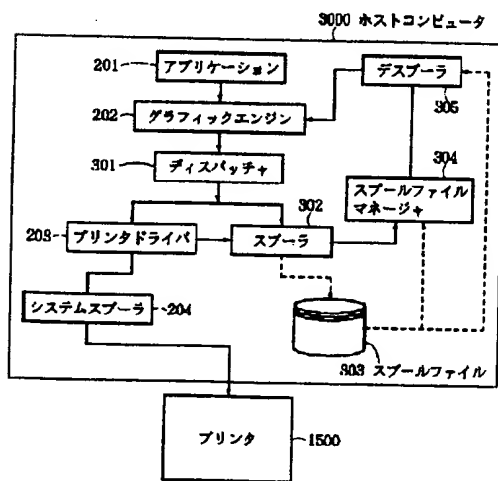 3000 ホストコンピュータ
201
アプリケーション
デスプーラ
305
202
グラフィックエンジン
301
ディスパッチャ
304
スプールファイル
マネージャ
302
203
プリンタドライバ
スプーラ
システムスプーラ
204
303 スプールファイル
プリンタ
1500